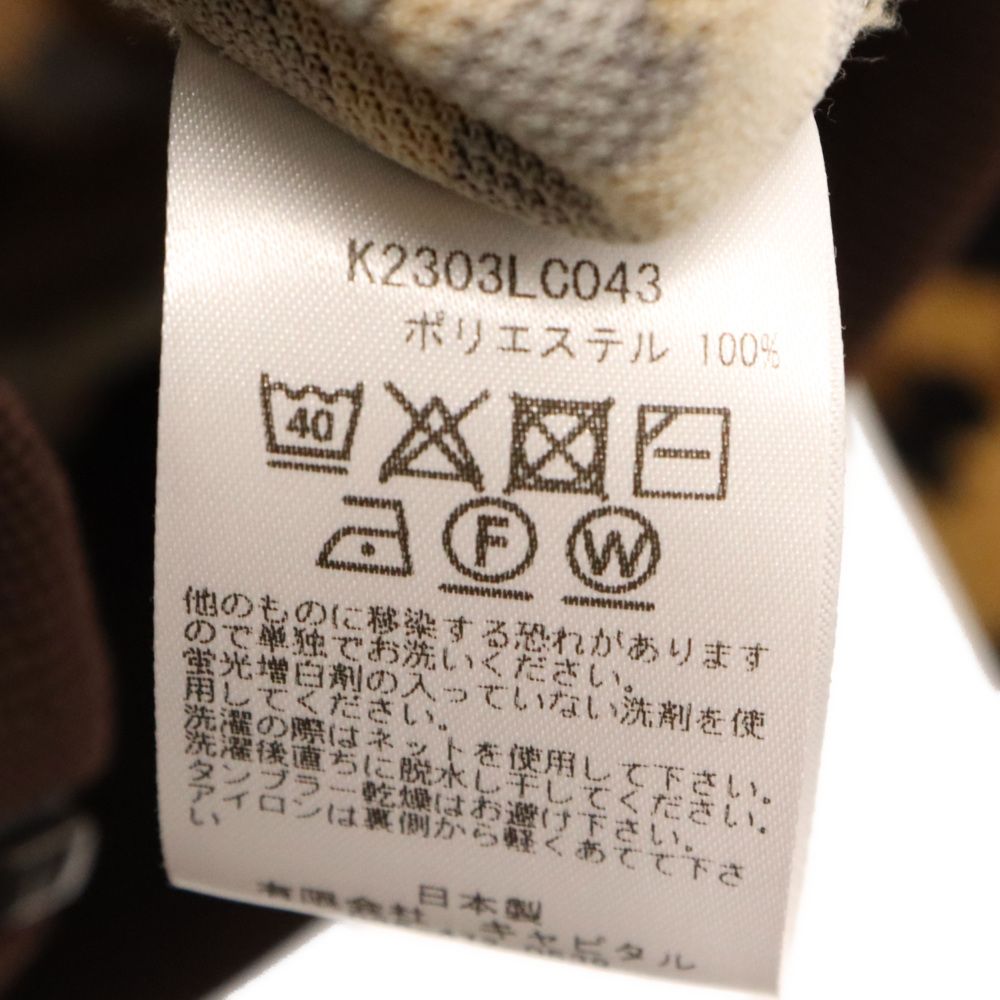 K2303LC043
ポリエステル 100%
40
F W
他のものに移染する恐れがあります
ので単独でお洗いください。
蛍光増白剤の入っていない洗剤を使
用してください。
洗濯の際はネットを使用して下さい。
洗濯後直ちに脱水し干してください。
タンブラー乾燥はお避け下さい。
アイロンは裏側から軽くあてて下さ
い
日本製
有限会社 キャピタル